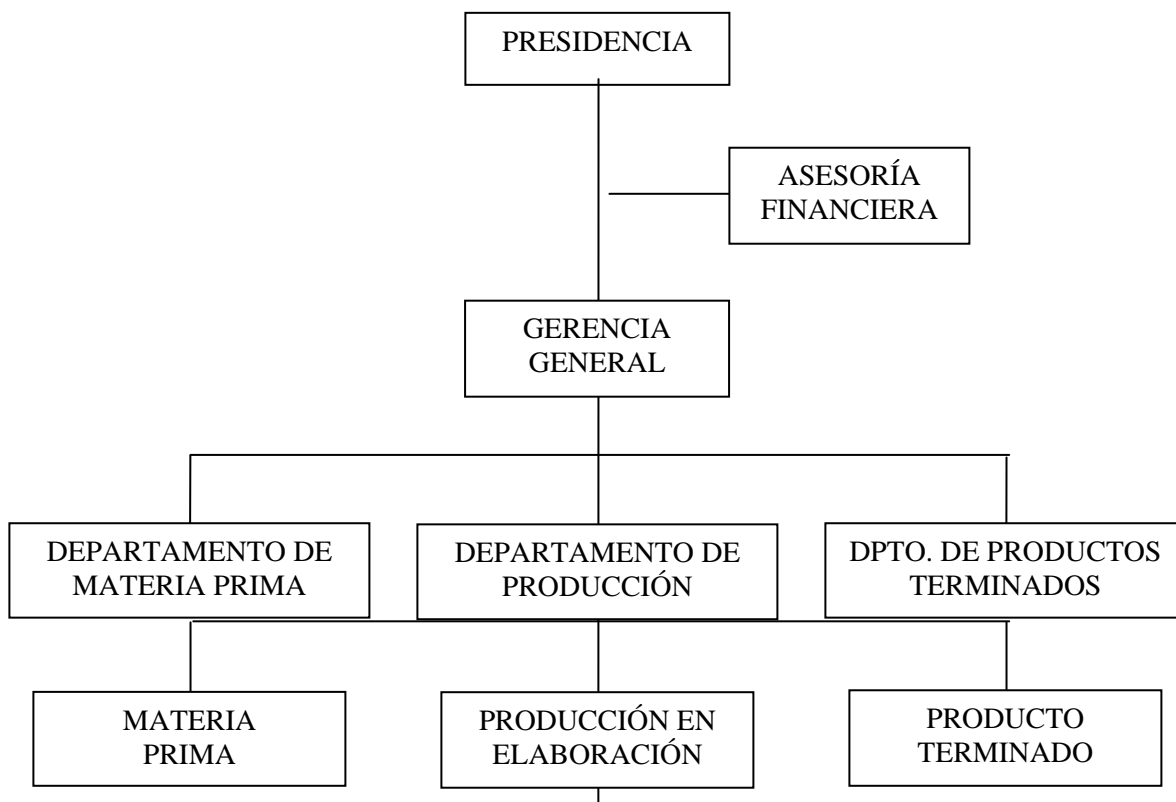 PRESIDENCIA
ASESORÍA
FINANCIERA
GERENCIA
GENERAL
DEPARTAMENTO DE
MATERIA PRIMA
DEPARTAMENTO DE
PRODUCCIÓN
DPTO. DE PRODUCTOS
TERMINADOS
MATERIA
PRIMA
PRODUCCIÓN EN
ELABORACIÓN
PRODUCTO
TERMINADO